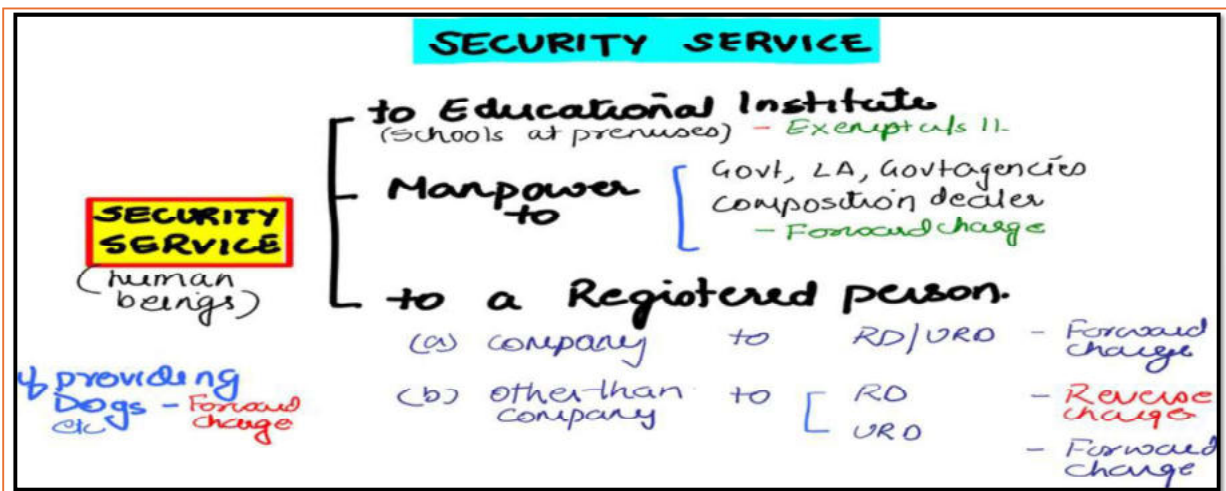 SECURITY SERVICE
to Educational Institute
(schools at premises) - Exempt u/s 11.
Manpower to
Govt, LA, Govt agencies
composition dealer
- Forward charge
SECURITY
SERVICE
(human
beings)
to a Registered person.
(a) company to RD/URD - Forward charge
(b) other than company to
RD - Reverse charge
URD - Forward charge
if providing
Dogs - Forward charge
etc